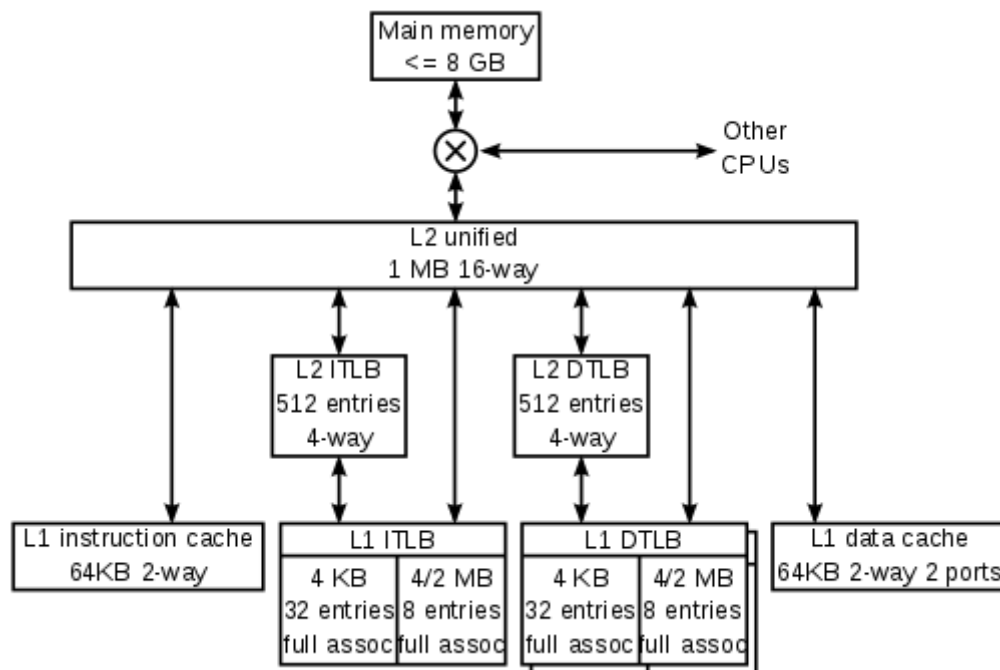 Main memory
<= 8 GB
Other
CPUs
L2 unified
1 MB 16-way
L2 ITLB
512 entries
4-way
L2 DTLB
512 entries
4-way
L1 instruction cache
64KB 2-way
L1 ITLB
4 KB
32 entries
full assoc
4/2 MB
8 entries
full assoc
L1 DTLB
4 KB
32 entries
full assoc
4/2 MB
8 entries
full assoc
L1 data cache
64KB 2-way 2 ports